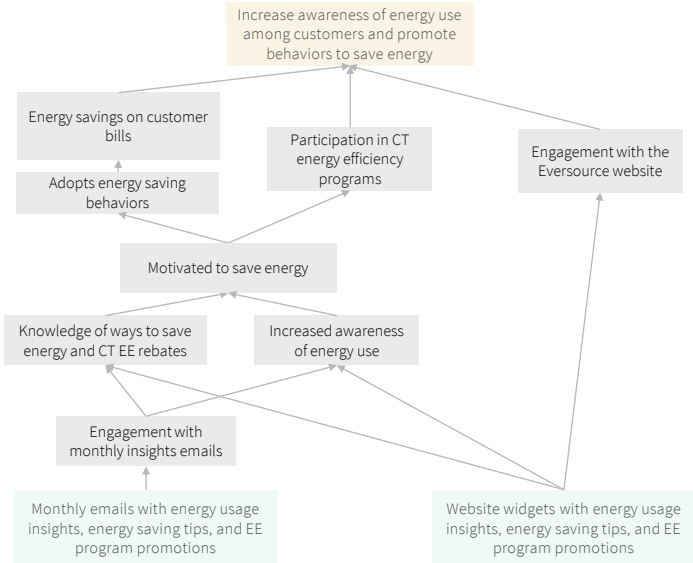 Increase awareness of energy use
among customers and promote
behaviors to save energy
Energy savings on customer
bills
Participation in CT
energy efficiency
programs
Engagement with the
Eversource website
Adopts energy saving
behaviors
Motivated to save energy
Knowledge of ways to save
energy and CT EE rebates
Increased awareness
of energy use
Engagement with
monthly insights emails
Monthly emails with energy usage
insights, energy saving tips, and EE
program promotions
Website widgets with energy usage
insights, energy saving tips, and EE
program promotions